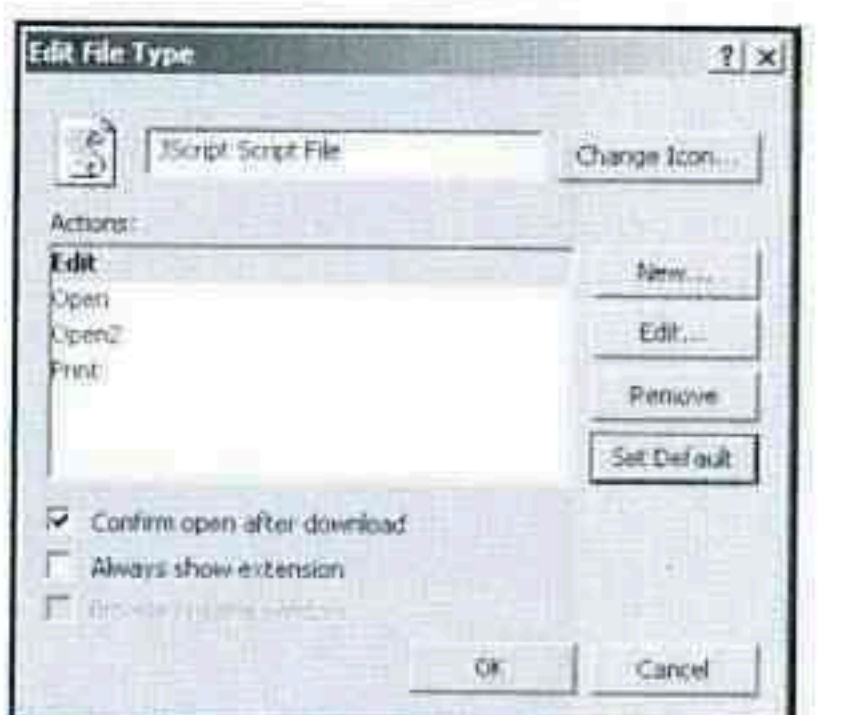 Edit File Type
? ×
JScript Script File
Change Icon...
Actions:
Edit
Open
Open2
Print
New...
Edit...
Remove
Set Default
Confirm open after download
Always show extension
OK
Cancel